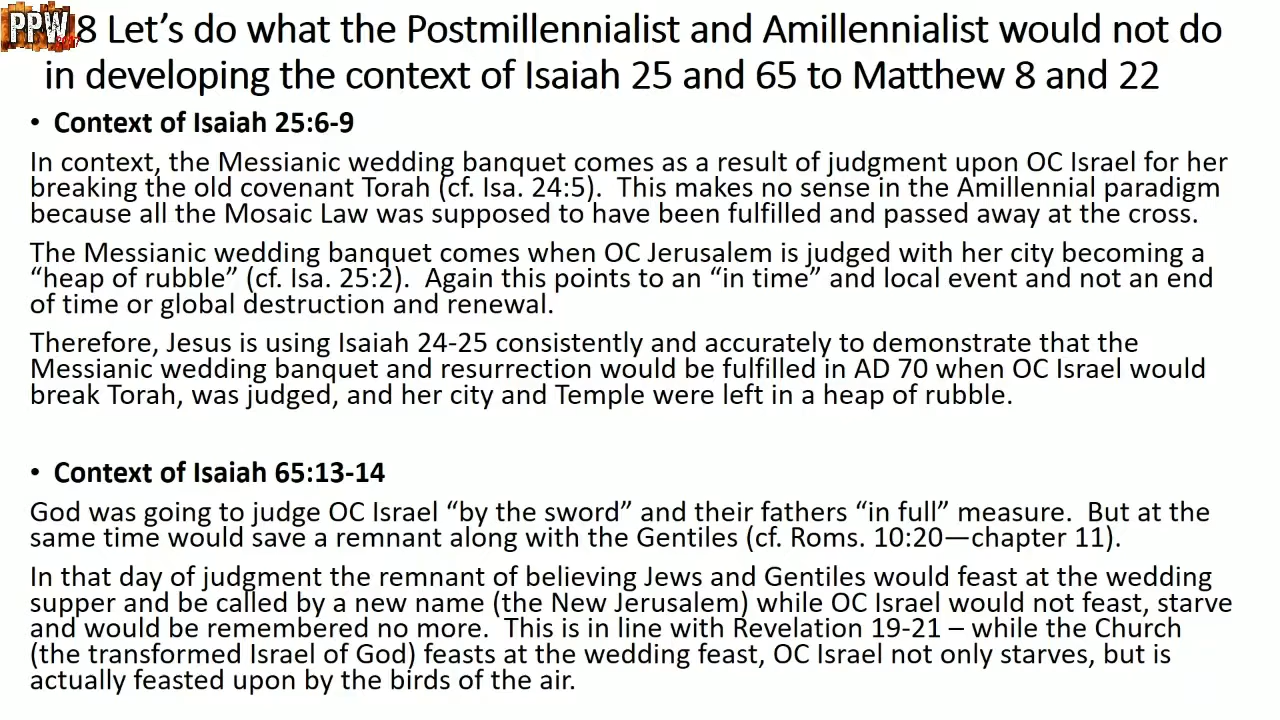 PPW 8 Let’s do what the Postmillennialist and Amillennialist would not do
in developing the context of Isaiah 25 and 65 to Matthew 8 and 22
• Context of Isaiah 25:6-9
In context, the Messianic wedding banquet comes as a result of judgment upon OC Israel for her
breaking the old covenant Torah (cf. Isa. 24:5).  This makes no sense in the Amillennial paradigm
because all the Mosaic Law was supposed to have been fulfilled and passed away at the cross.
The Messianic wedding banquet comes when OC Jerusalem is judged with her city becoming a
“heap of rubble” (cf. Isa. 25:2).  Again this points to an “in time” and local event and not an end
of time or global destruction and renewal.
Therefore, Jesus is using Isaiah 24-25 consistently and accurately to demonstrate that the
Messianic wedding banquet and resurrection would be fulfilled in AD 70 when OC Israel would
break Torah, was judged, and her city and Temple were left in a heap of rubble.
• Context of Isaiah 65:13-14
God was going to judge OC Israel “by the sword” and their fathers “in full” measure.  But at the
same time would save a remnant along with the Gentiles (cf. Roms. 10:20—chapter 11).
In that day of judgment the remnant of believing Jews and Gentiles would feast at the wedding
supper and be called by a new name (the New Jerusalem) while OC Israel would not feast, starve
and would be remembered no more.  This is in line with Revelation 19-21 – while the Church
(the transformed Israel of God) feasts at the wedding feast, OC Israel not only starves, but is
actually feasted upon by the birds of the air.